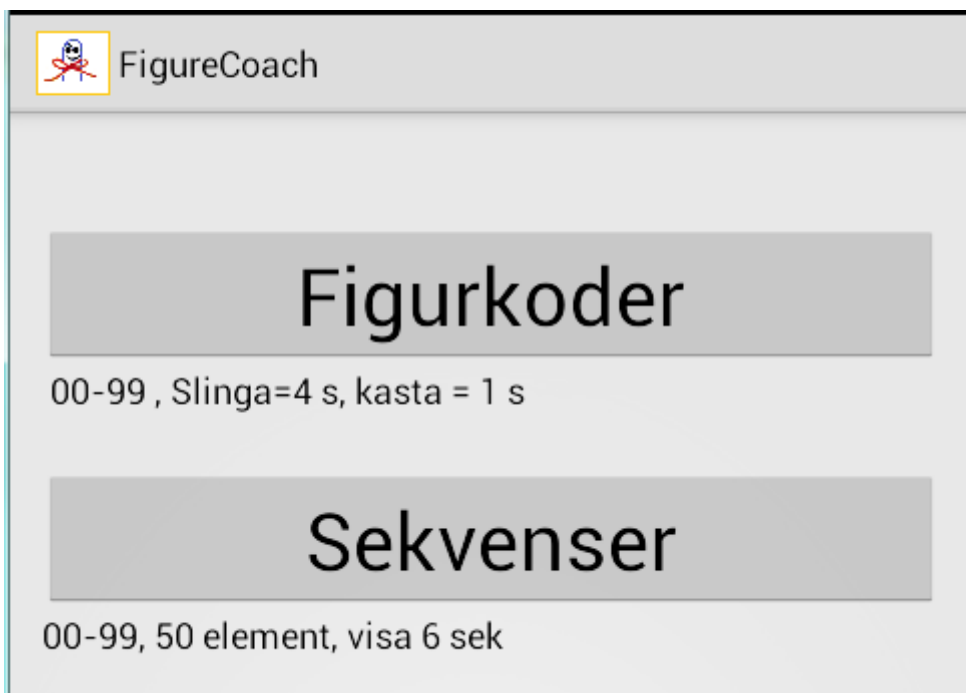 FigureCoach
Figurkoder
00-99 , Slinga=4 s, kasta = 1 s
Sekvenser
00-99, 50 element, visa 6 sek